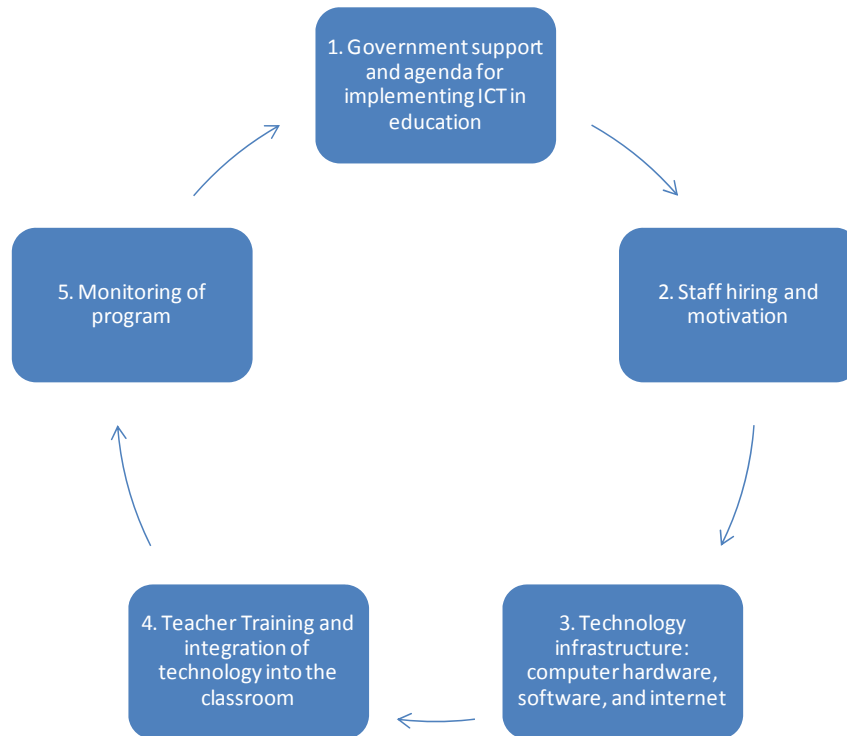 1. Government support
and agenda for
implementing ICT in
education
2. Staff hiring and
motivation
3. Technology
infrastructure:
computer hardware,
software, and internet
4. Teacher Training and
integration of
technology into the
classroom
5. Monitoring of
program